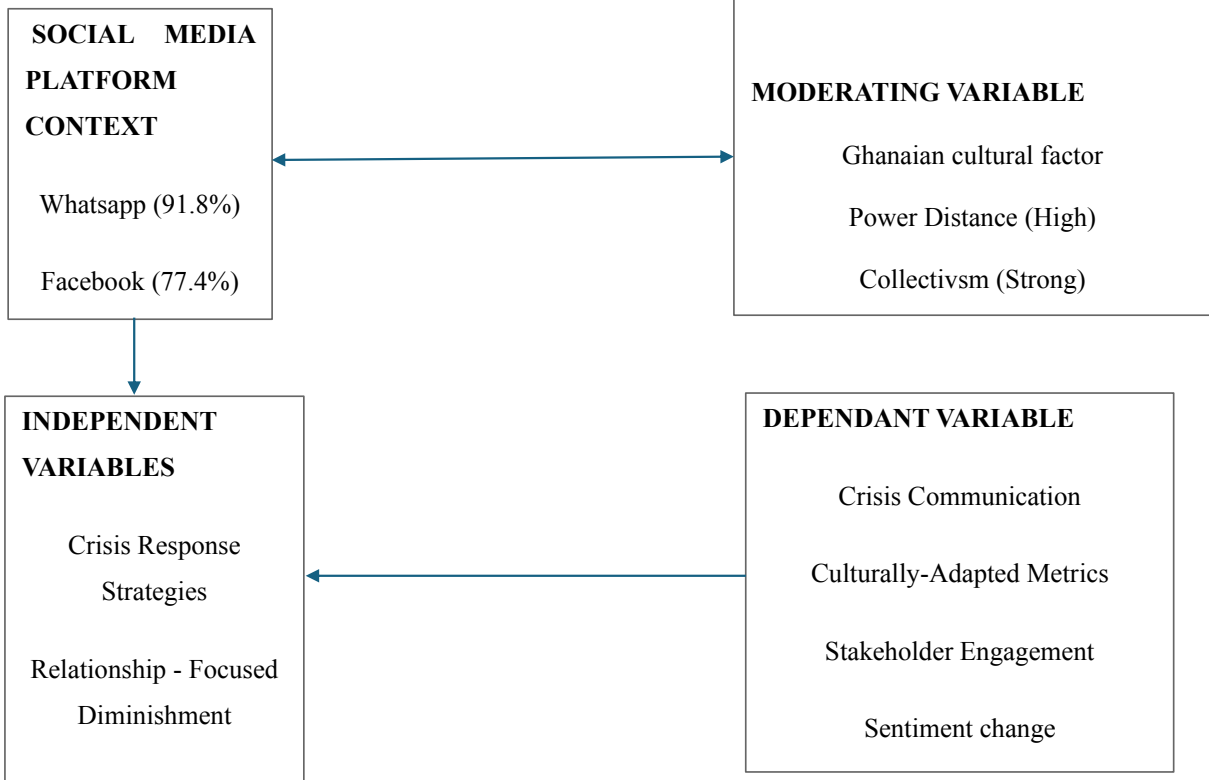 SOCIAL MEDIA
PLATFORM
CONTEXT
Whatsapp (91.8%)
Facebook (77.4%)
MODERATING VARIABLE
Ghanaian cultural factor
Power Distance (High)
Collectivsm (Strong)
INDEPENDENT
VARIABLES
Crisis Response
Strategies
Relationship - Focused
Diminishment
DEPENDANT VARIABLE
Crisis Communication
Culturally-Adapted Metrics
Stakeholder Engagement
Sentiment change